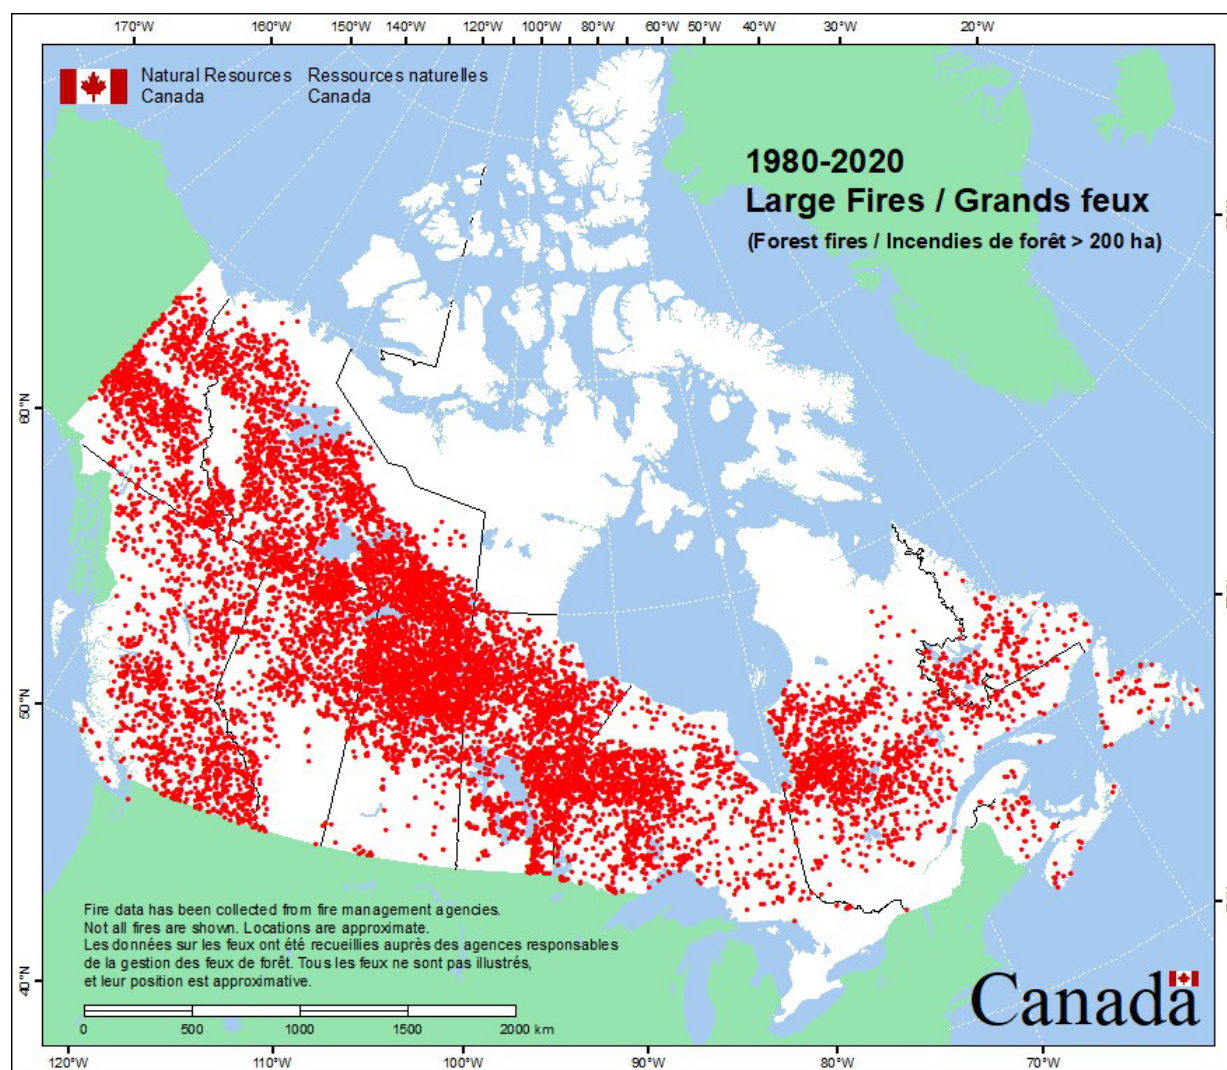 170°W 160°W 150°W 140°W 130°W 120°W 110°W 100°W 90°W 80°W 70°W 60°W 50°W 40°W 30°W 20°W
Natural Resources Ressources naturelles
Canada Canada
1980-2020
Large Fires / Grands feux
(Forest fires / Incendies de forêt > 200 ha)
60°N
50°N
40°N
Fire data has been collected from fire management agencies.
Not all fires are shown. Locations are approximate.
Les données sur les feux ont été recueillies auprès des agences responsables
de la gestion des feux de forêt. Tous les feux ne sont pas illustrés,
et leur position est approximative.
0 500 1000 1500 2000 km
Canada
120°W 110°W 100°W 90°W 80°W 70°W